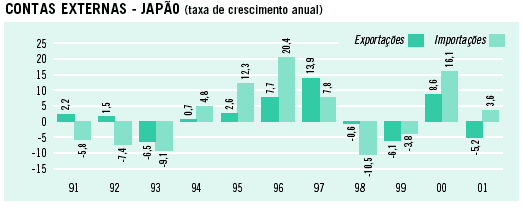 CONTAS EXTERNAS - JAPÃO (taxa de crescimento anual)
Exportações Importações
25
20
15
10
5
0
-5
-10
-15
2,2 -5,8 1,5 -7,4 -6,5 -9,1 0,7 4,8 2,6 12,3 7,7 20,4 13,9 7,8 -0,6 -10,5 -6,1 -3,8 8,6 16,1 -5,2 3,6
91 92 93 94 95 96 97 98 99 00 01